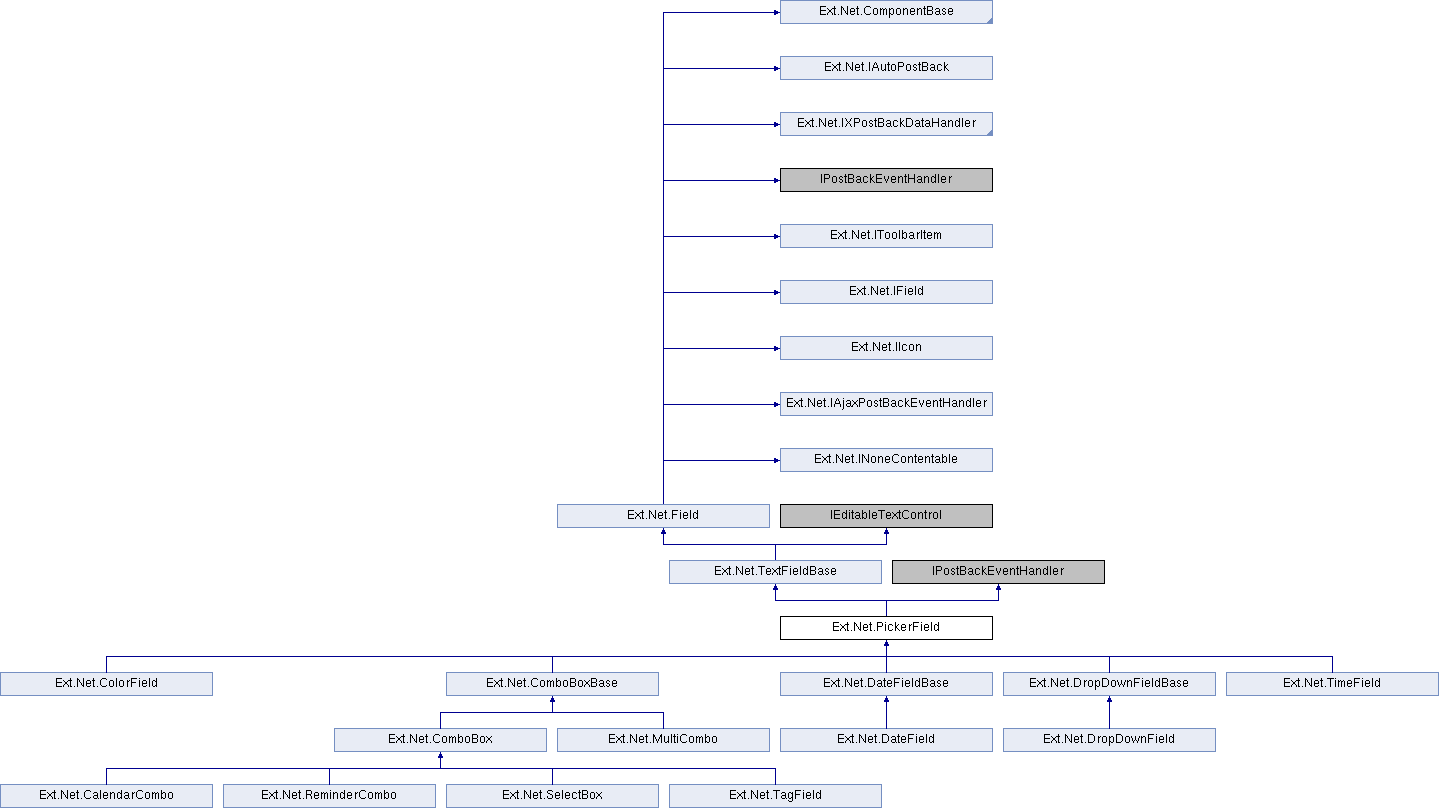 Ext.Net.ComponentBase
Ext.Net.IAutoPostBack
Ext.Net.IXPostBackDataHandler
IPostBackEventHandler
Ext.Net.IToolbarItem
Ext.Net.IField
Ext.Net.IIcon
Ext.Net.IAjaxPostBackEventHandler
Ext.Net.INoneContentable
Ext.Net.Field IEditableTextControl
Ext.Net.TextFieldBase IPostBackEventHandler
Ext.Net.PickerField
Ext.Net.ColorField Ext.Net.ComboBoxBase Ext.Net.DateFieldBase Ext.Net.DropDownFieldBase Ext.Net.TimeField
Ext.Net.ComboBox Ext.Net.MultiCombo Ext.Net.DateField Ext.Net.DropDownField
Ext.Net.CalendarCombo Ext.Net.ReminderCombo Ext.Net.SelectBox Ext.Net.TagField